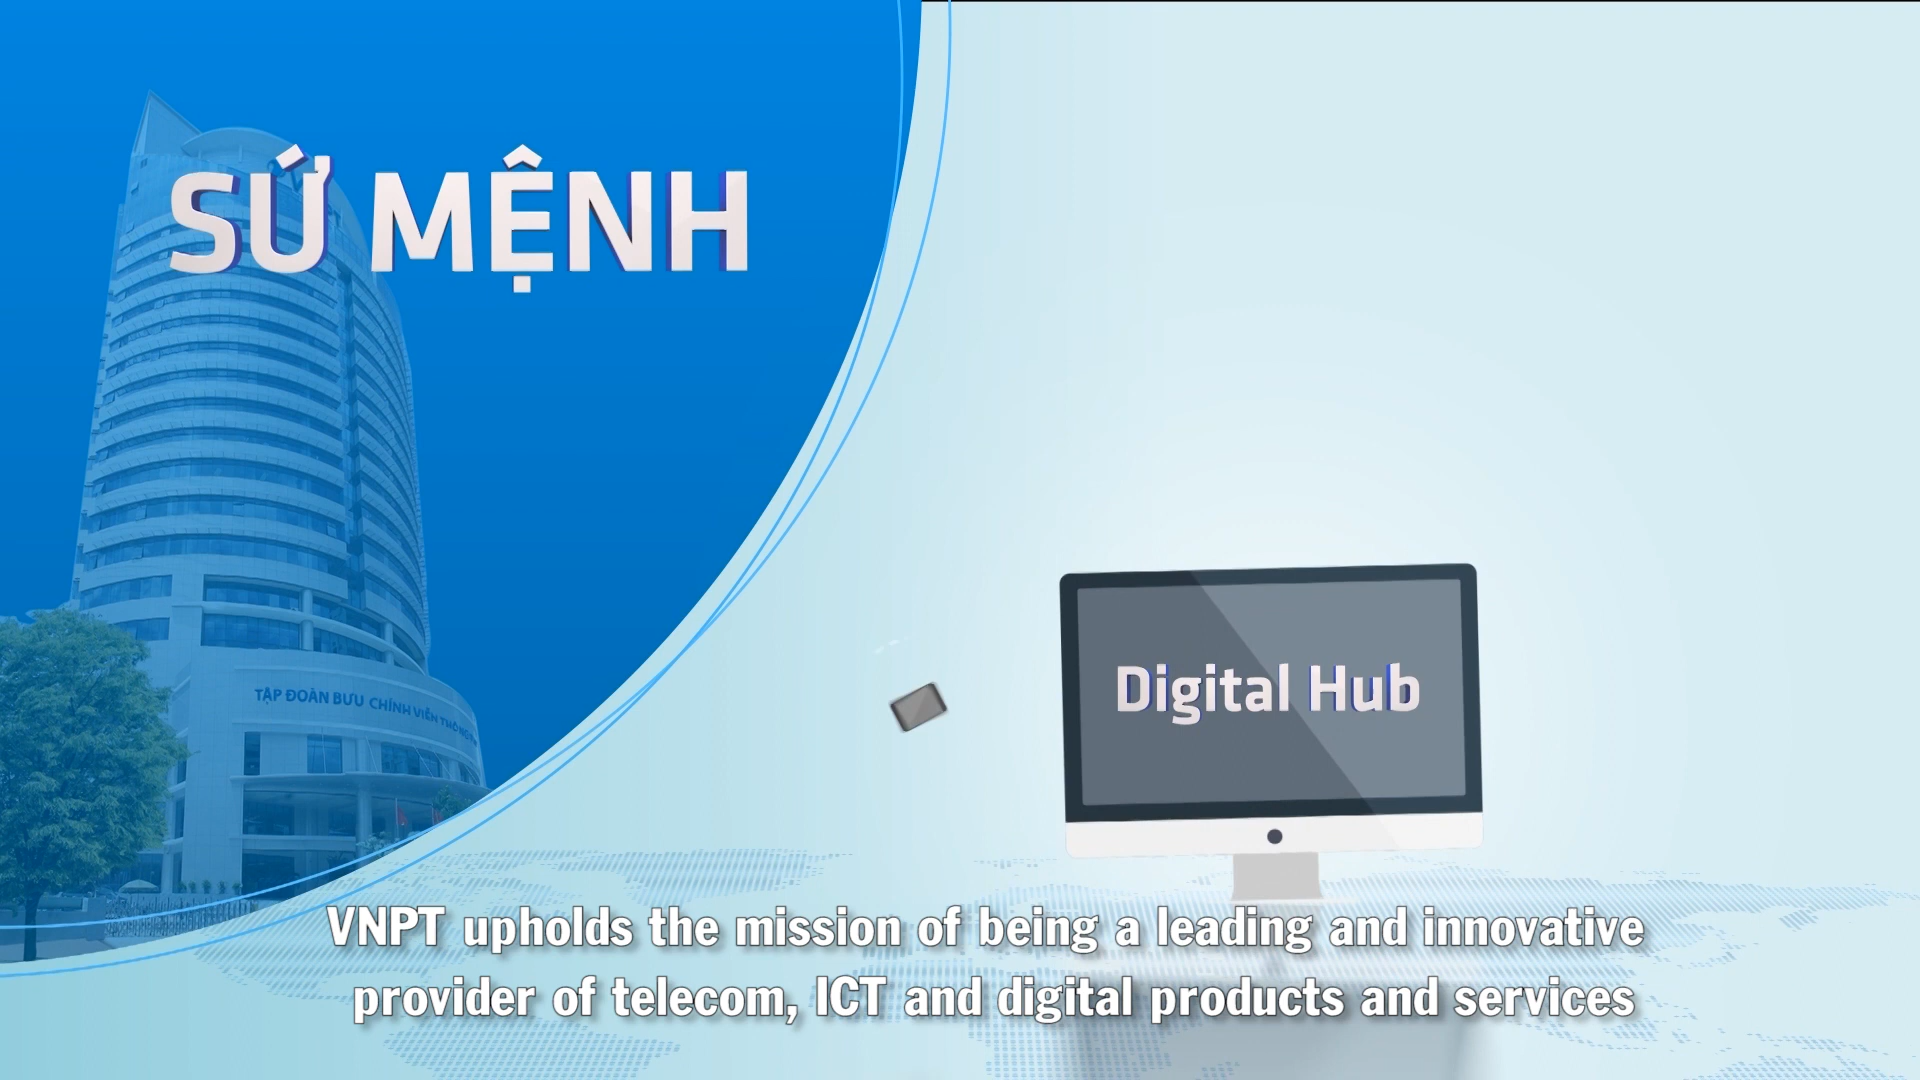 SỨ MỆNH
TẬP ĐOÀN BƯU CHÍNH VIỄN THÔNG
Digital Hub
VNPT upholds the mission of being a leading and innovative
provider of telecom, ICT and digital products and services